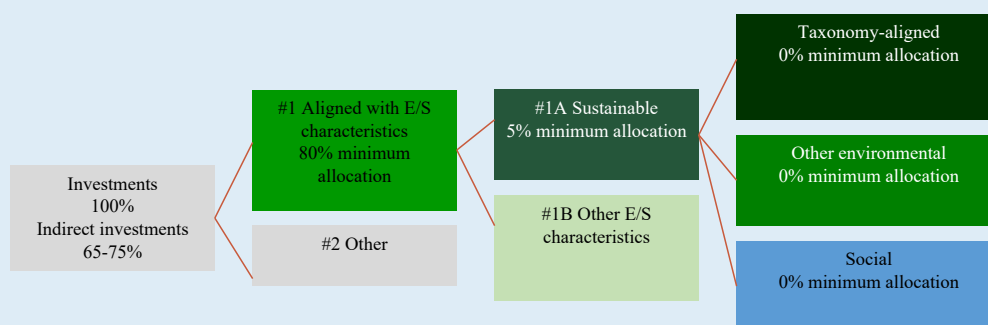 Investments
100%
Indirect investments
65-75%
#1 Aligned with E/S
characteristics
80% minimum
allocation
#2 Other
#1A Sustainable
5% minimum allocation
#1B Other E/S
characteristics
Taxonomy-aligned
0% minimum allocation
Other environmental
0% minimum allocation
Social
0% minimum allocation